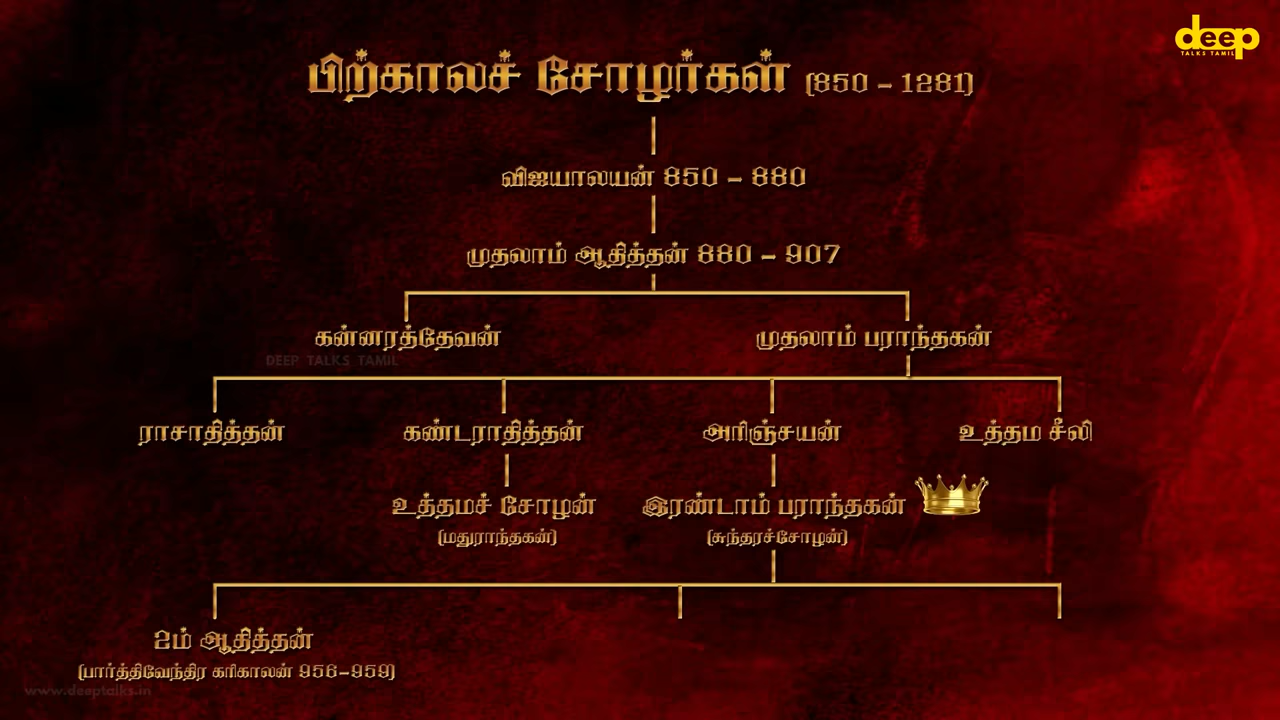 deep
TALKS TAMIL
பிற்காலச் சோழர்கள் (850 - 1281)
விஜயாலயன் 850 - 880
முதலாம் ஆதித்தன் 880 - 907
கன்னரத்தேவன் முதலாம் பராந்தகன்
DEEP TALKS TAMIL
ராசாதித்தன் கண்டராதித்தன் அரிஞ்சயன் உத்தம சீலி
உத்தமச் சோழன் இரண்டாம் பராந்தகன்
(மதுராந்தகன்) (சுந்தரச்சோழன்)
2ம் ஆதித்தன்
(பார்த்திவேந்திர கரிகாலன் 956-959)
www.deeptalks.in